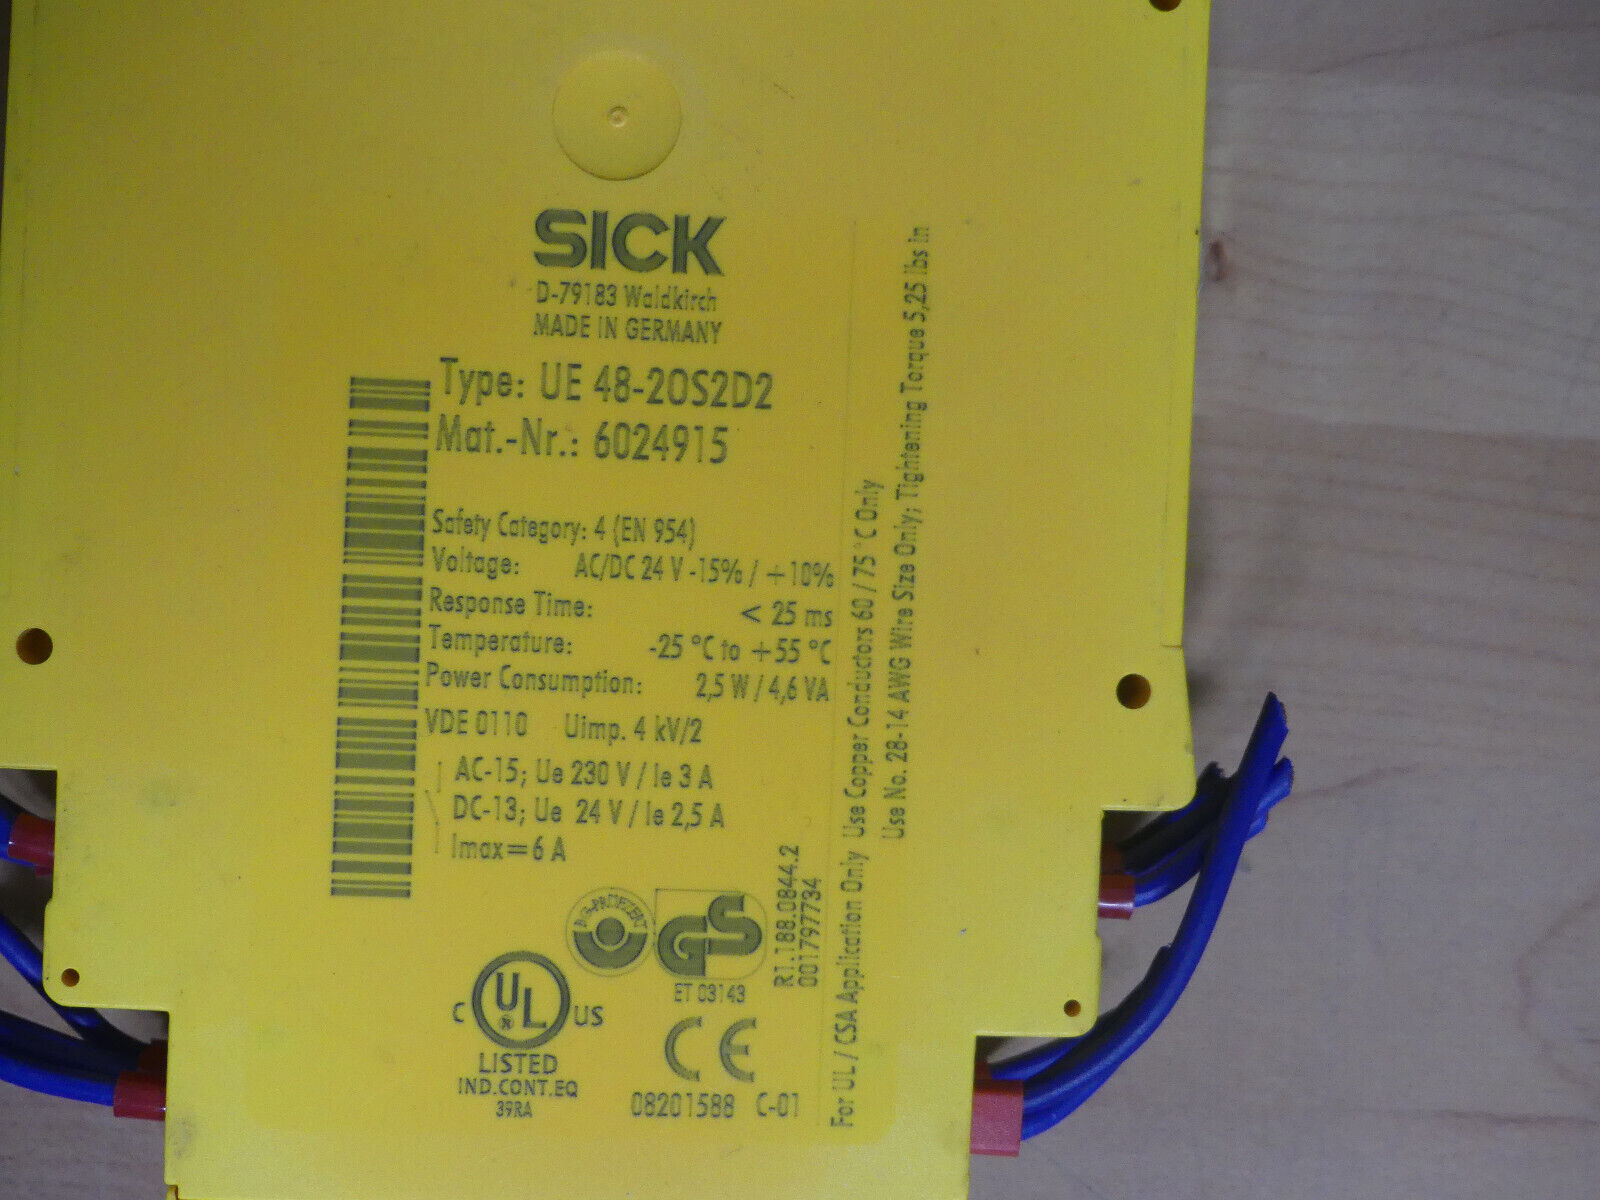 SICK
D-79183 Waldkirch
MADE IN GERMANY
Type: UE 48-2OS2D2
Mat.-Nr.: 6024915
Safety Category: 4 (EN 954)
Voltage: AC/DC 24 V -15% / +10%
Response Time: < 25 ms
Temperature: -25 °C to +55 °C
Power Consumption: 2,5 W / 4,6 VA
VDE 0110 Uimp. 4 kV/2
AC-15; Ue 230 V / Ie 3 A
DC-13; Ue 24 V / Ie 2,5 A
Imax=6 A
GS
ET 03143
C UL US
LISTED
IND.CONT.EQ
39RA
CE
08201588 C-01
R1.188.0844.2
001797734
For UL / CSA Application Only Use Copper Conductors 60 / 75 °C Only
Use No. 28-14 AWG Wire Size Only; Tightening Torque 5,25 lbs in